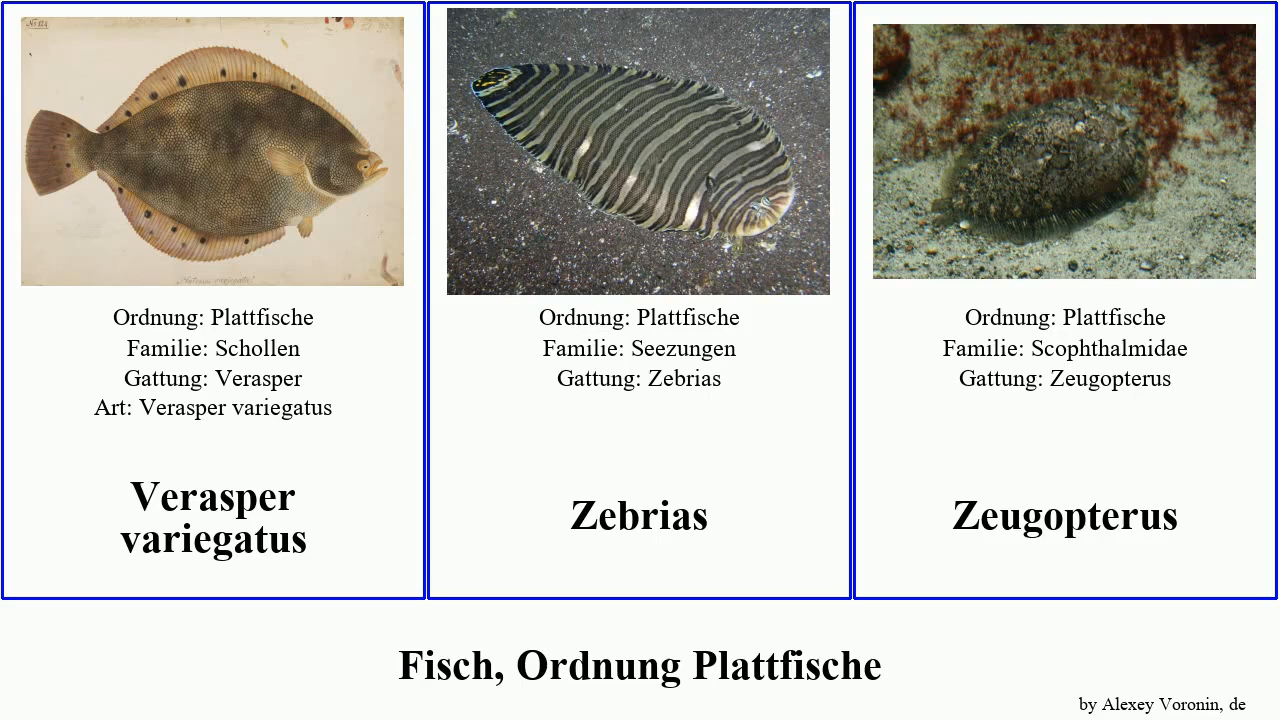 Ordnung: Plattfische
Familie: Schollen
Gattung: Verasper
Art: Verasper variegatus
Verasper
variegatus
Ordnung: Plattfische
Familie: Seezungen
Gattung: Zebrias
Zebrias
Ordnung: Plattfische
Familie: Scophthalmidae
Gattung: Zeugopterus
Zeugopterus
Fisch, Ordnung Plattfische
by Alexey Voronin, de